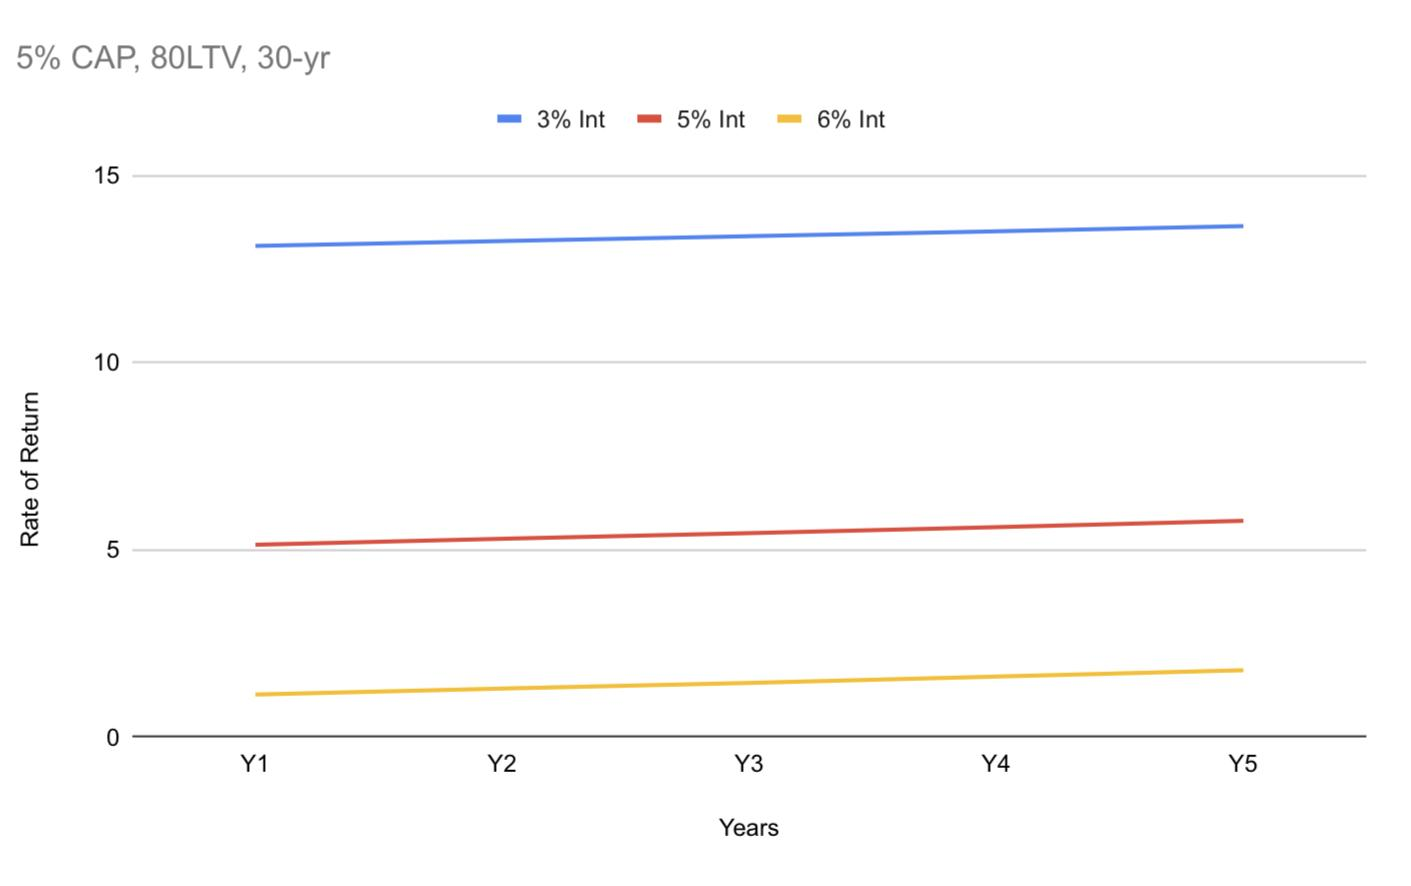 5% CAP, 80LTV, 30-yr
3% Int 5% Int 6% Int
15
10
5
0
Rate of Return
Y1 Y2 Y3 Y4 Y5
Years